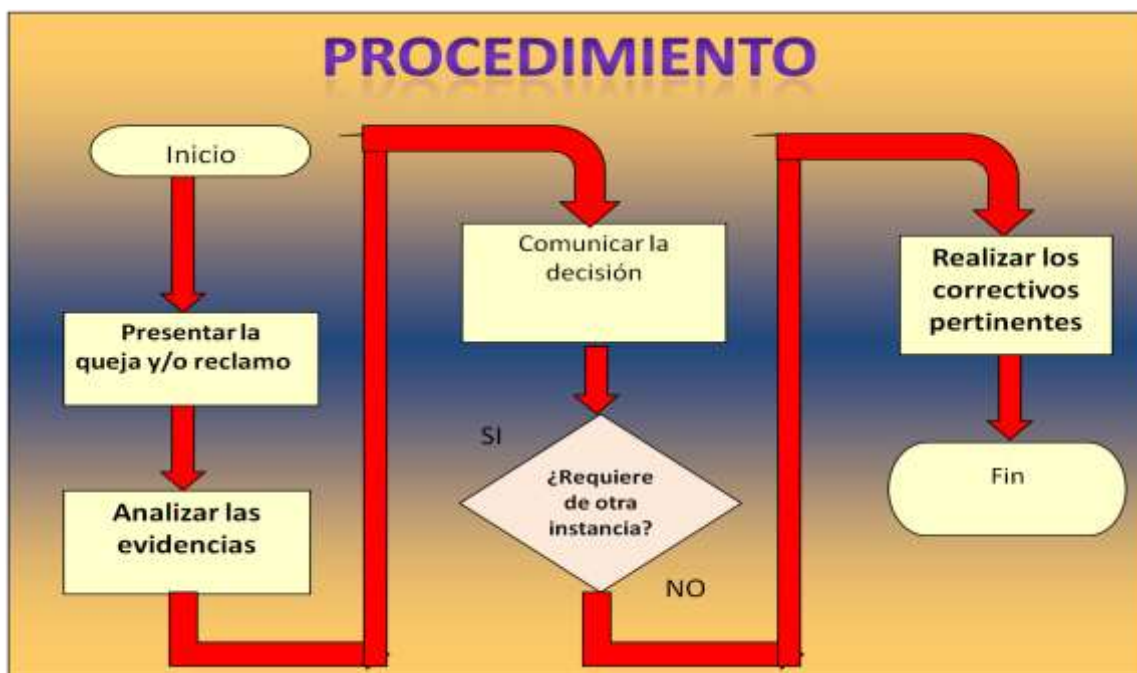 PROCEDIMIENTO
Inicio
Presentar la
queja y/o reclamo
Analizar las
evidencias
Comunicar la
decisión
SI
¿Requiere
de otra
instancia?
NO
Realizar los
correctivos
pertinentes
Fin